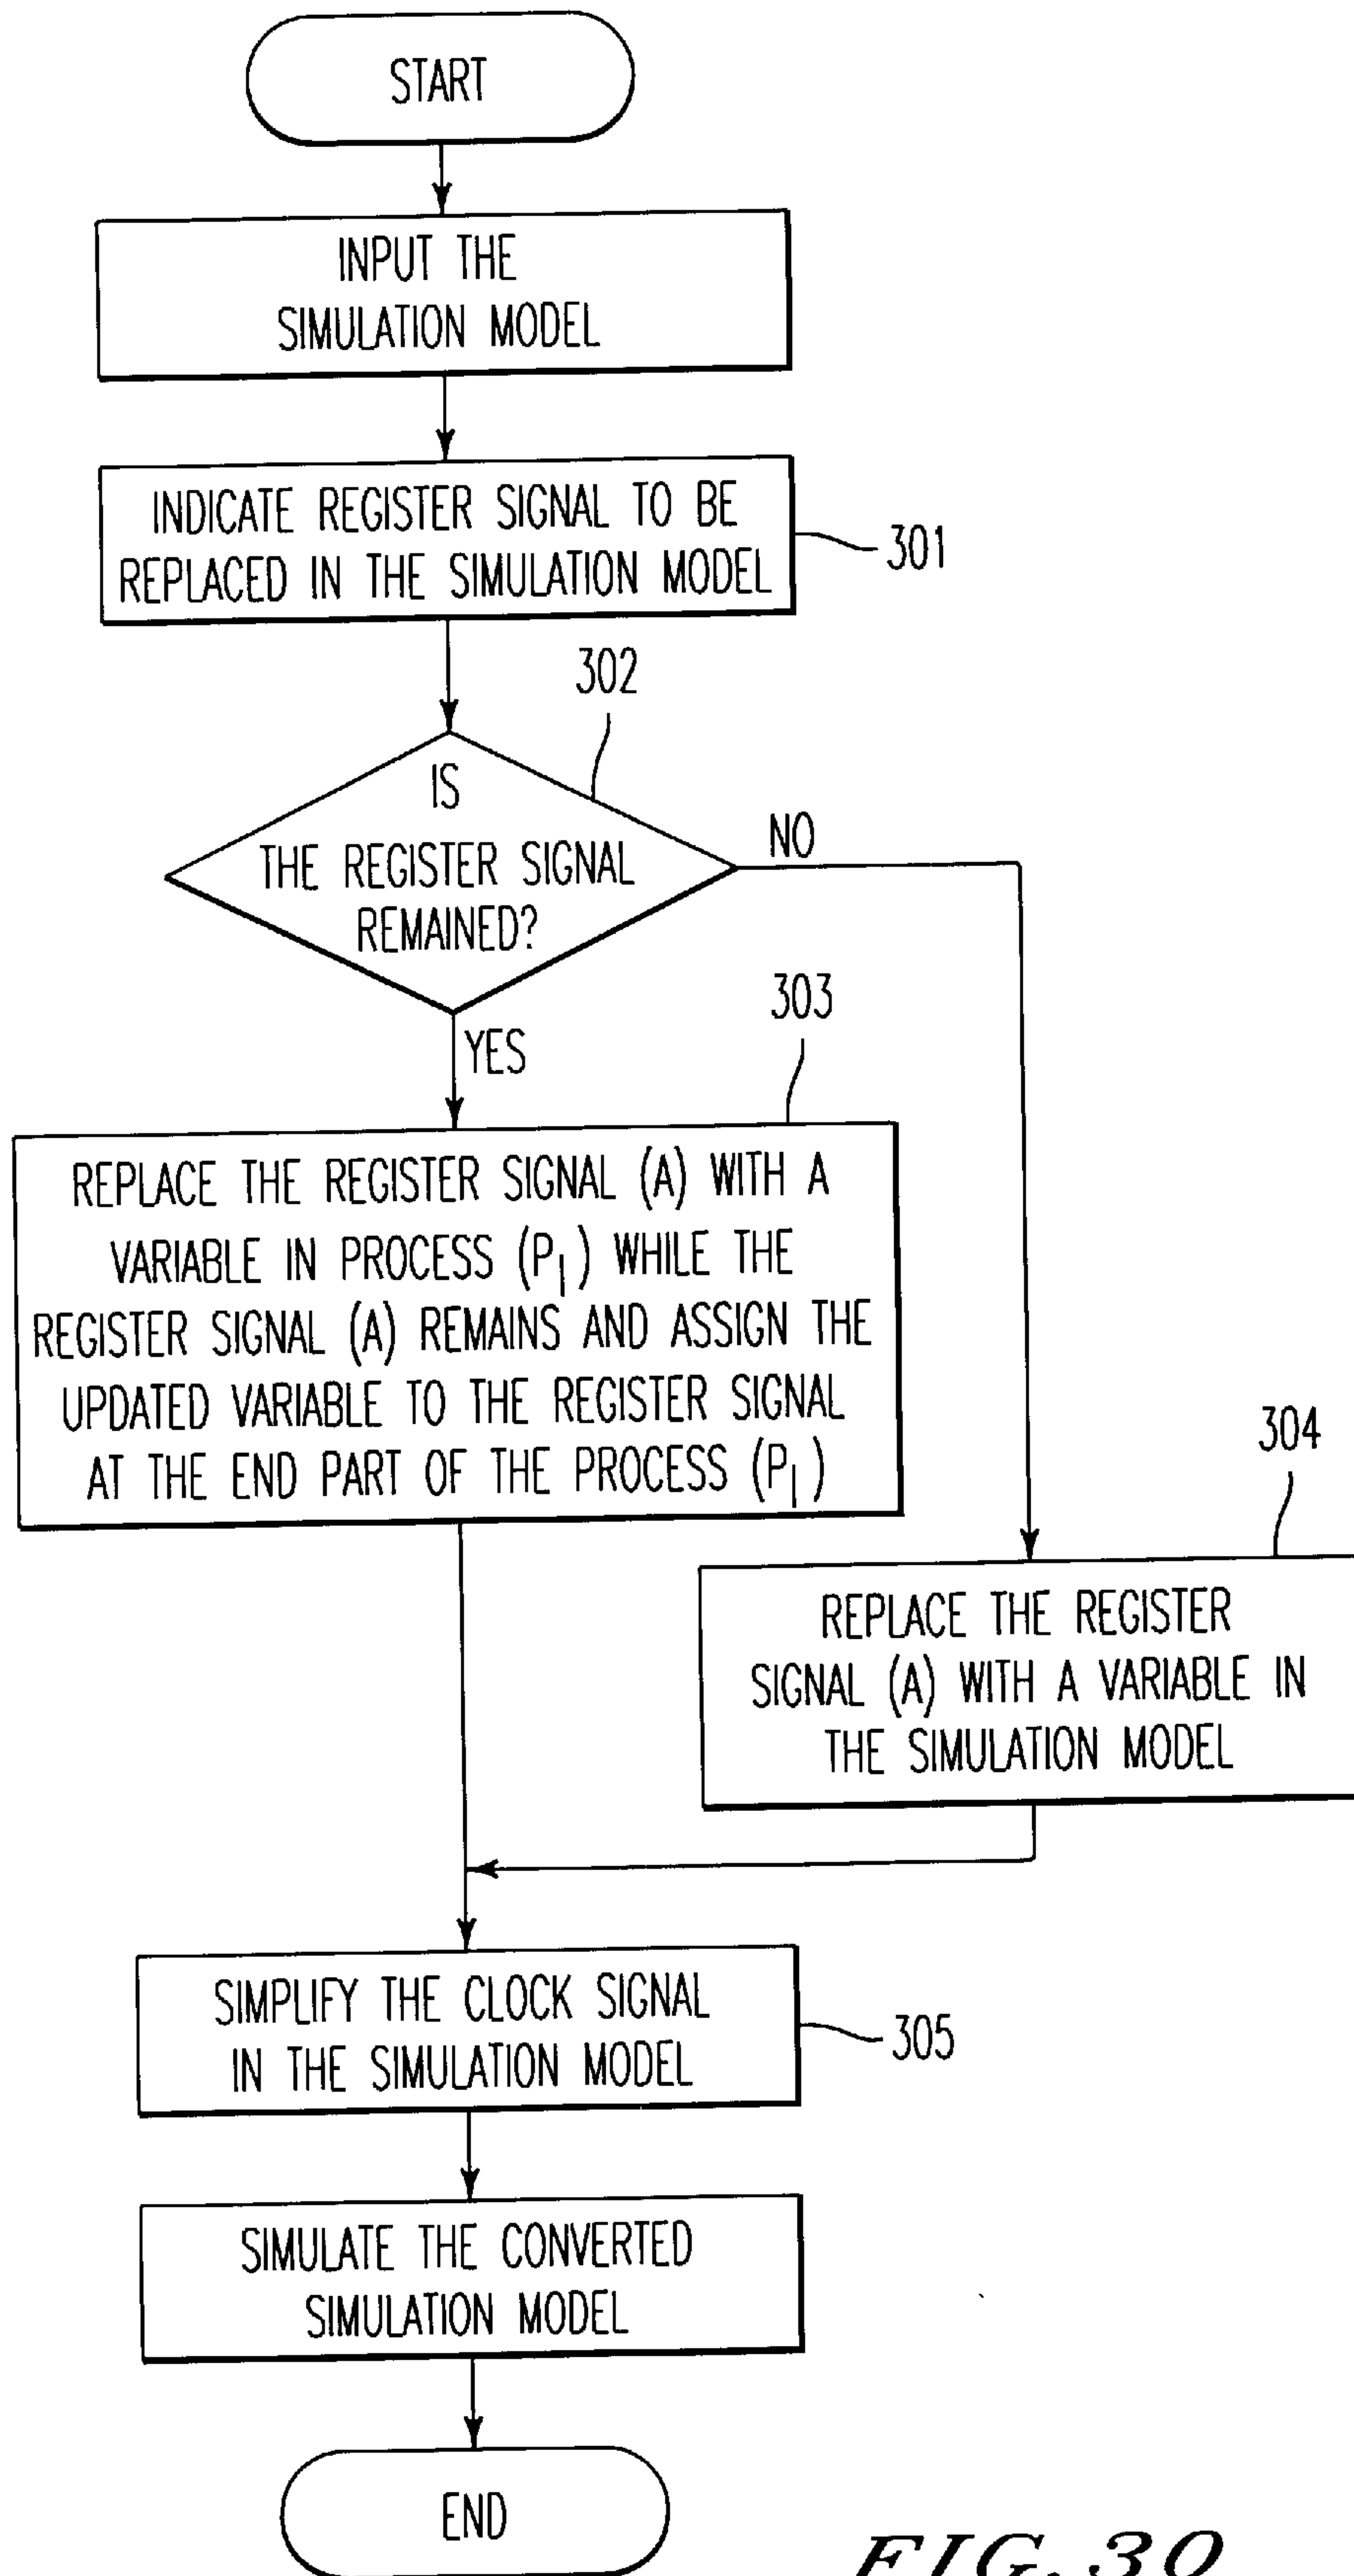 START
INPUT THE
SIMULATION MODEL
INDICATE REGISTER SIGNAL TO BE
REPLACED IN THE SIMULATION MODEL
301
302
IS
THE REGISTER SIGNAL
REMAINED?
NO
YES
303
REPLACE THE REGISTER SIGNAL (A) WITH A
VARIABLE IN PROCESS (P1) WHILE THE
REGISTER SIGNAL (A) REMAINS AND ASSIGN THE
UPDATED VARIABLE TO THE REGISTER SIGNAL
AT THE END PART OF THE PROCESS (P1)
304
REPLACE THE REGISTER
SIGNAL (A) WITH A VARIABLE IN
THE SIMULATION MODEL
SIMPLIFY THE CLOCK SIGNAL
IN THE SIMULATION MODEL
305
SIMULATE THE CONVERTED
SIMULATION MODEL
END
FIG. 30